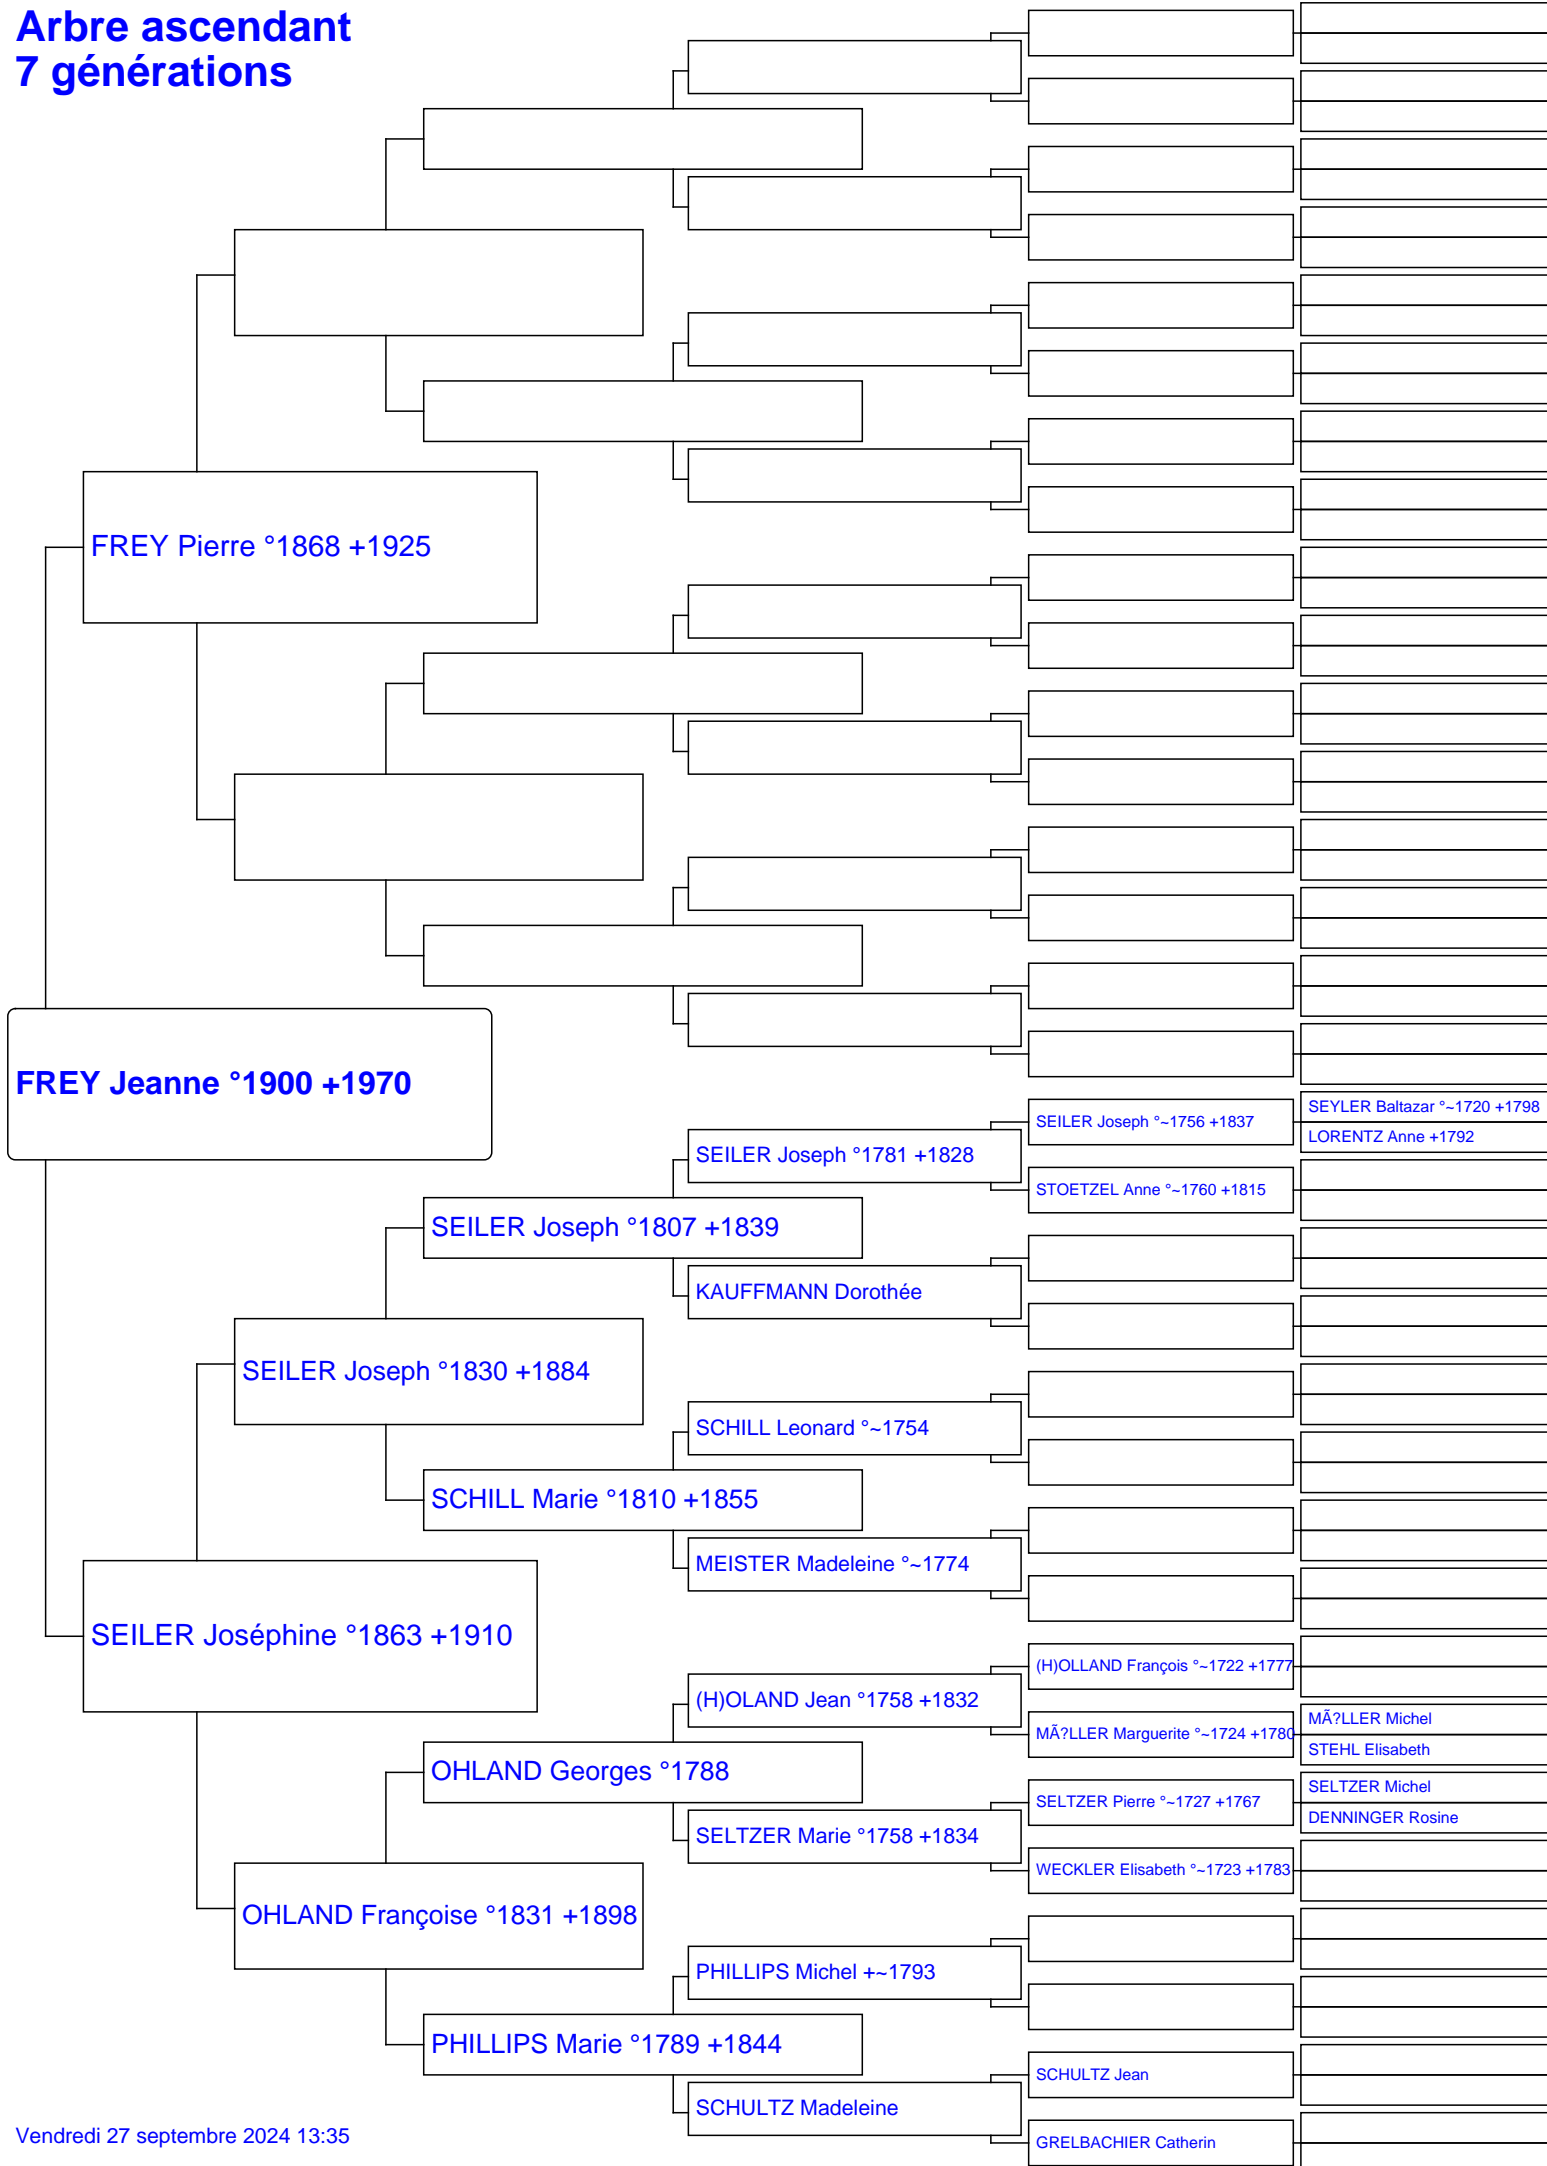 Arbre ascendant
7 générations
FREY Pierre °1868 +1925
FREY Jeanne °1900 +1970
SEYLER Baltazar °~1720 +1798
SEILER Joseph °~1756 +1837
LORENTZ Anne +1792
SEILER Joseph °1781 +1828
STOETZEL Anne °~1760 +1815
SEILER Joseph °1807 +1839
KAUFFMANN Dorothée
SEILER Joseph °1830 +1884
SCHILL Leonard °~1754
SCHILL Marie °1810 +1855
MEISTER Madeleine °~1774
SEILER Joséphine °1863 +1910
(H)OLLAND François °~1722 +1777
(H)OLAND Jean °1758 +1832
MÃ?LLER Michel
MÃ?LLER Marguerite °~1724 +1780
STEHL Elisabeth
OHLAND Georges °1788
SELTZER Michel
SELTZER Pierre °~1727 +1767
DENNINGER Rosine
SELTZER Marie °1758 +1834
WECKLER Elisabeth °~1723 +1783
OHLAND Françoise °1831 +1898
PHILLIPS Michel +~1793
PHILLIPS Marie °1789 +1844
SCHULTZ Jean
SCHULTZ Madeleine
GRELBACHIER Catherin
Vendredi 27 septembre 2024 13:35